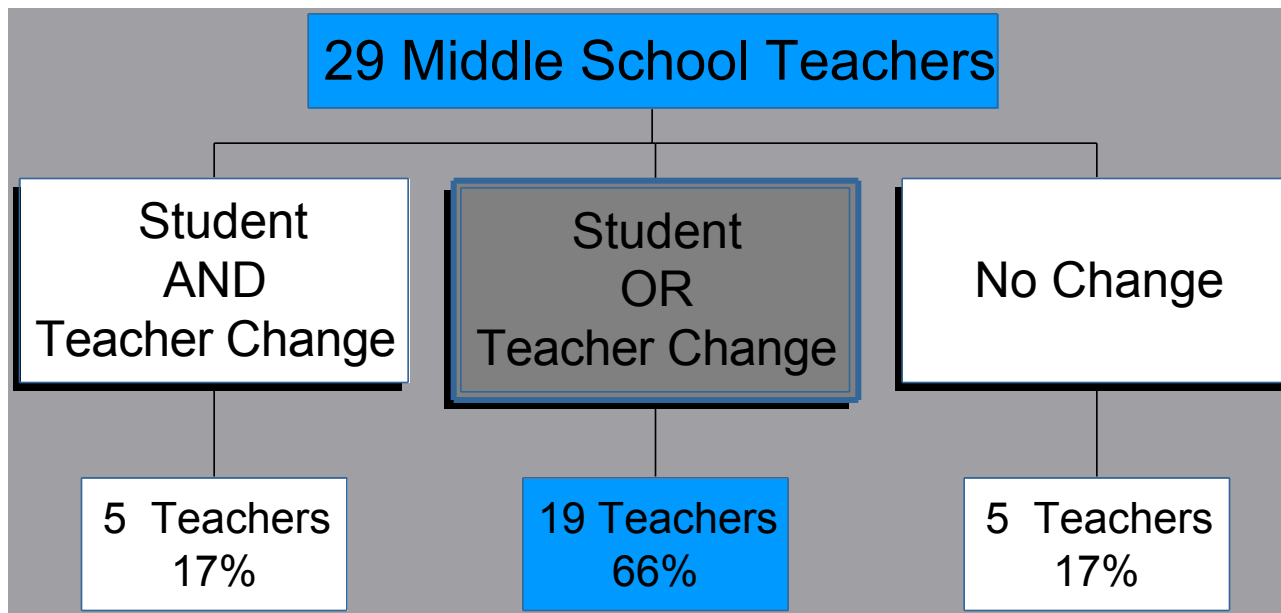 29 Middle School Teachers
Student
AND
Teacher Change
Student
OR
Teacher Change
No Change
5 Teachers
17%
19 Teachers
66%
5 Teachers
17%